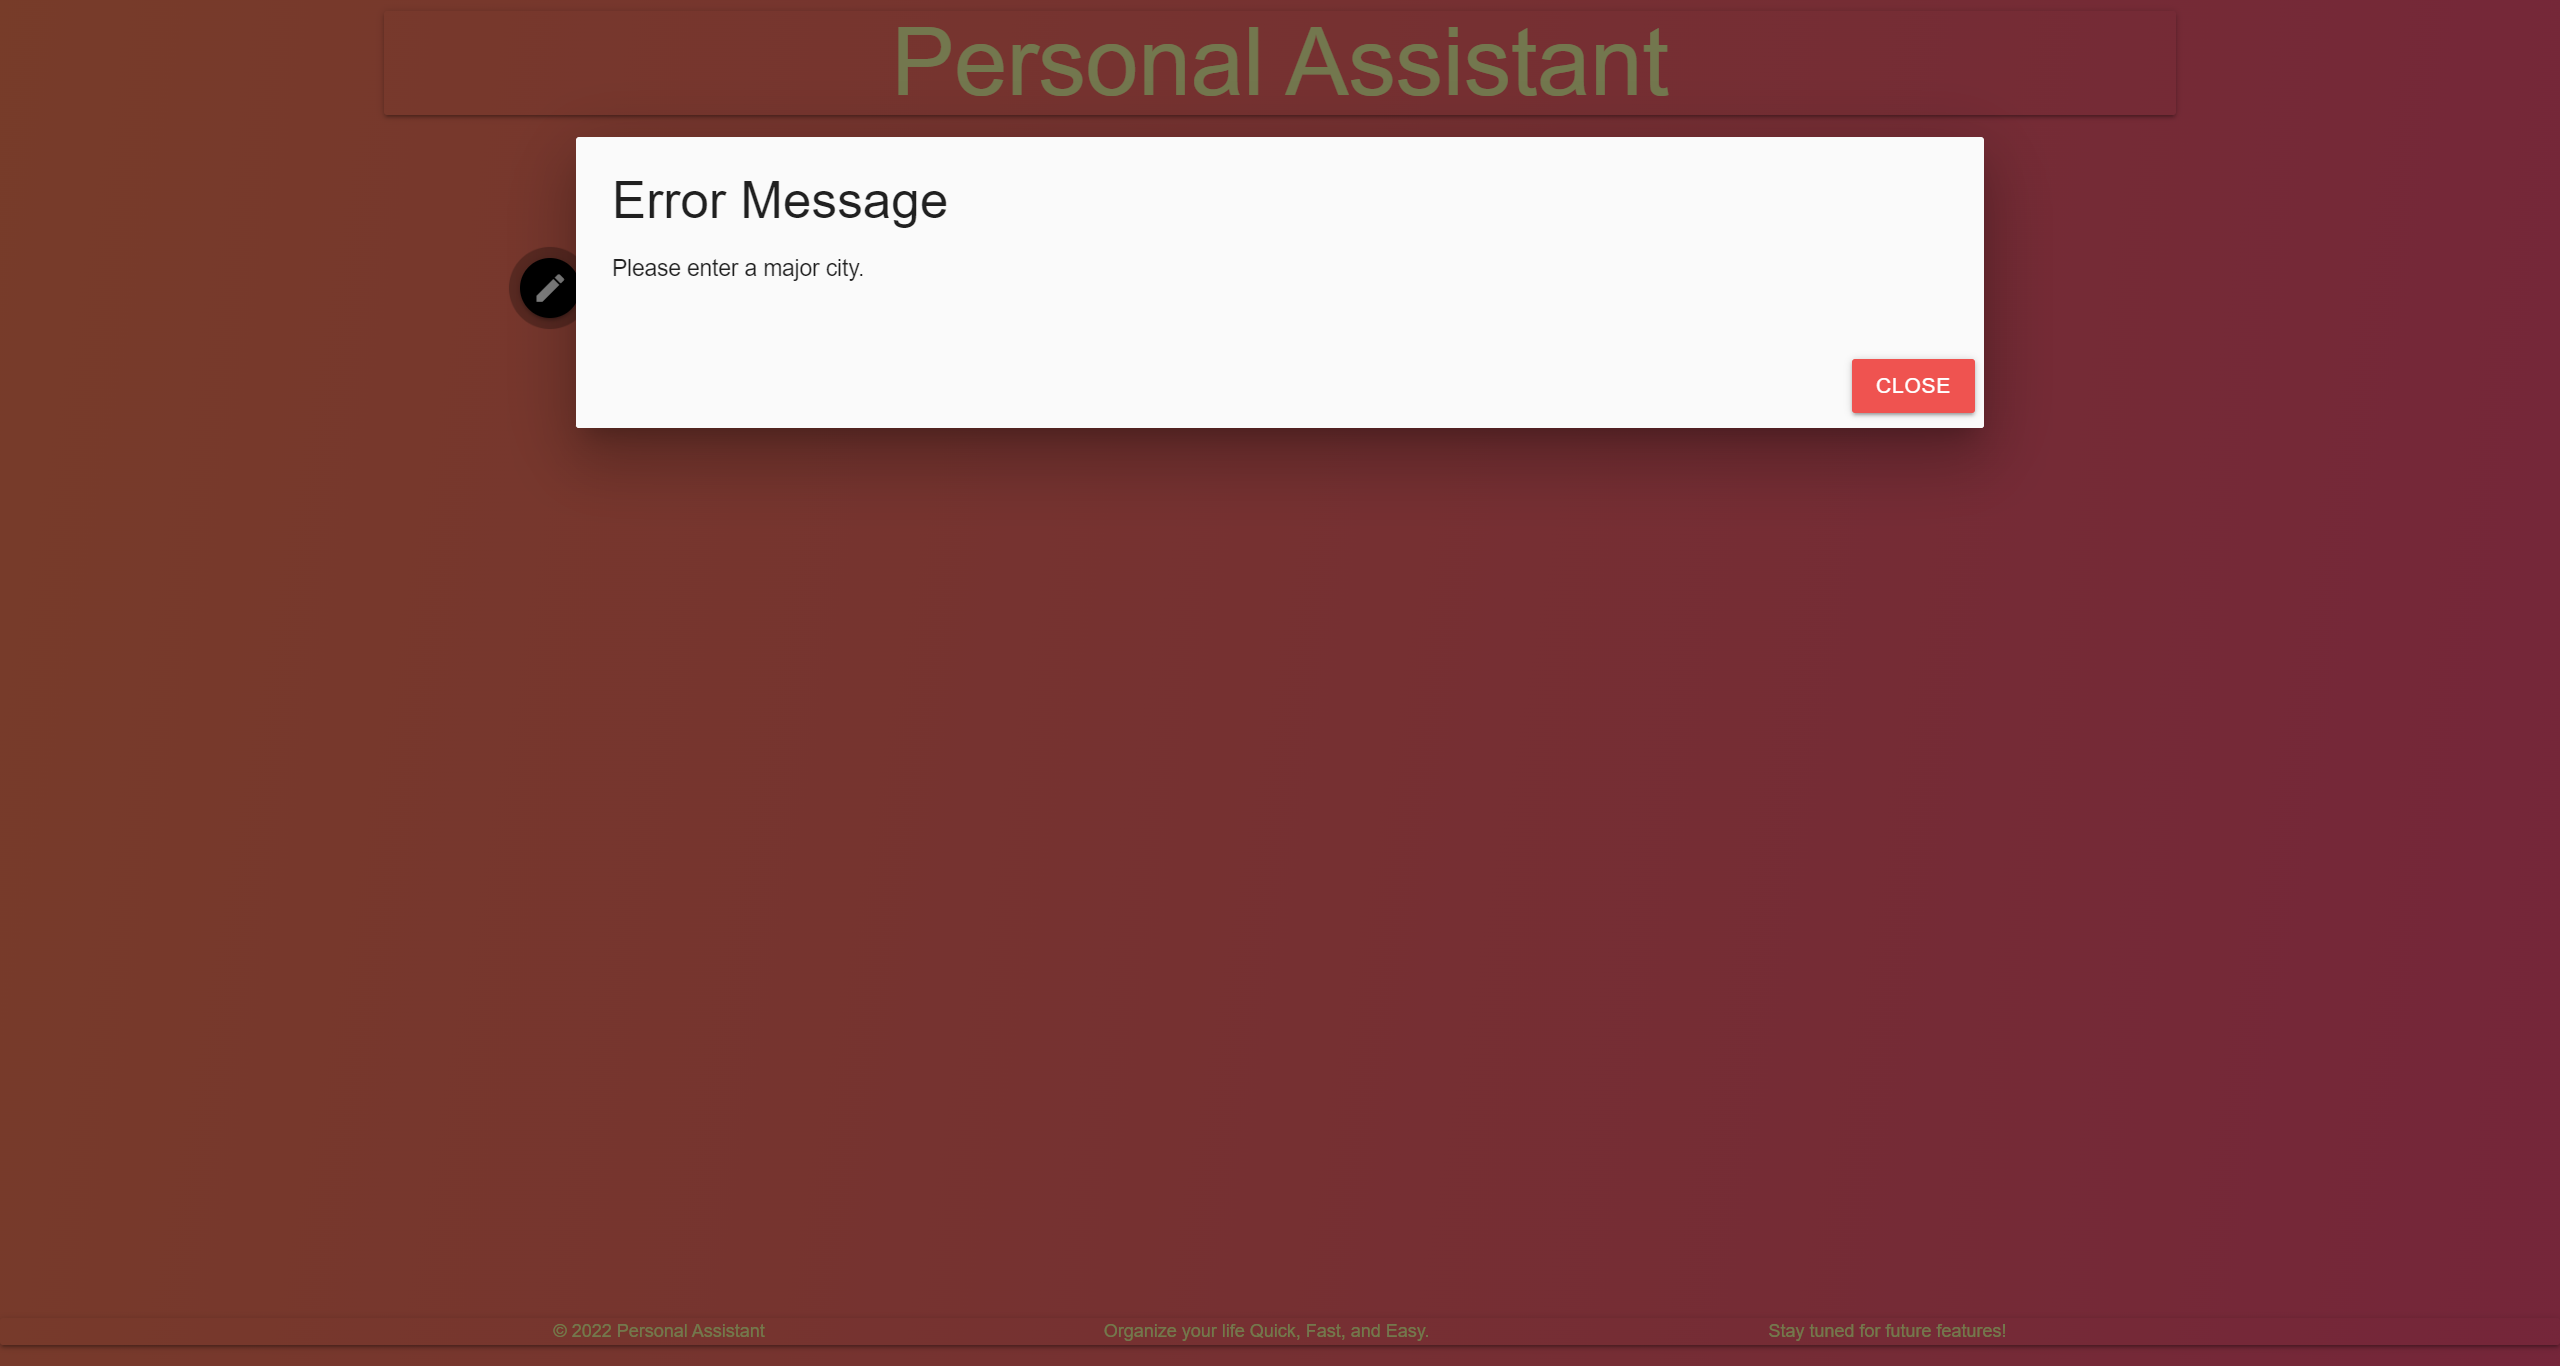 Personal Assistant
Error Message
Please enter a major city.
CLOSE
© 2022 Personal Assistant
Organize your life Quick, Fast, and Easy.
Stay tuned for future features!